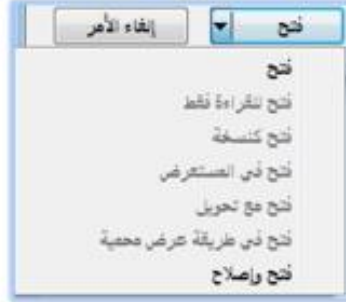 فتح إلغاء الأمر
فتح
فتح للقراءة فقط
فتح كنسخة
فتح في المستعرض
فتح مع تحويل
فتح في طريقة عرض محمية
فتح وإصلاح